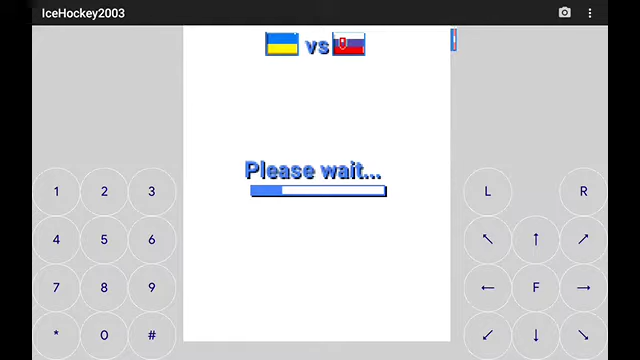 IceHockey2003
vs
Please wait...
1 2 3
L R
4 5 6
↖ ↑ ↗
7 8 9
← F →
* 0 #
↙ ↓ ↘